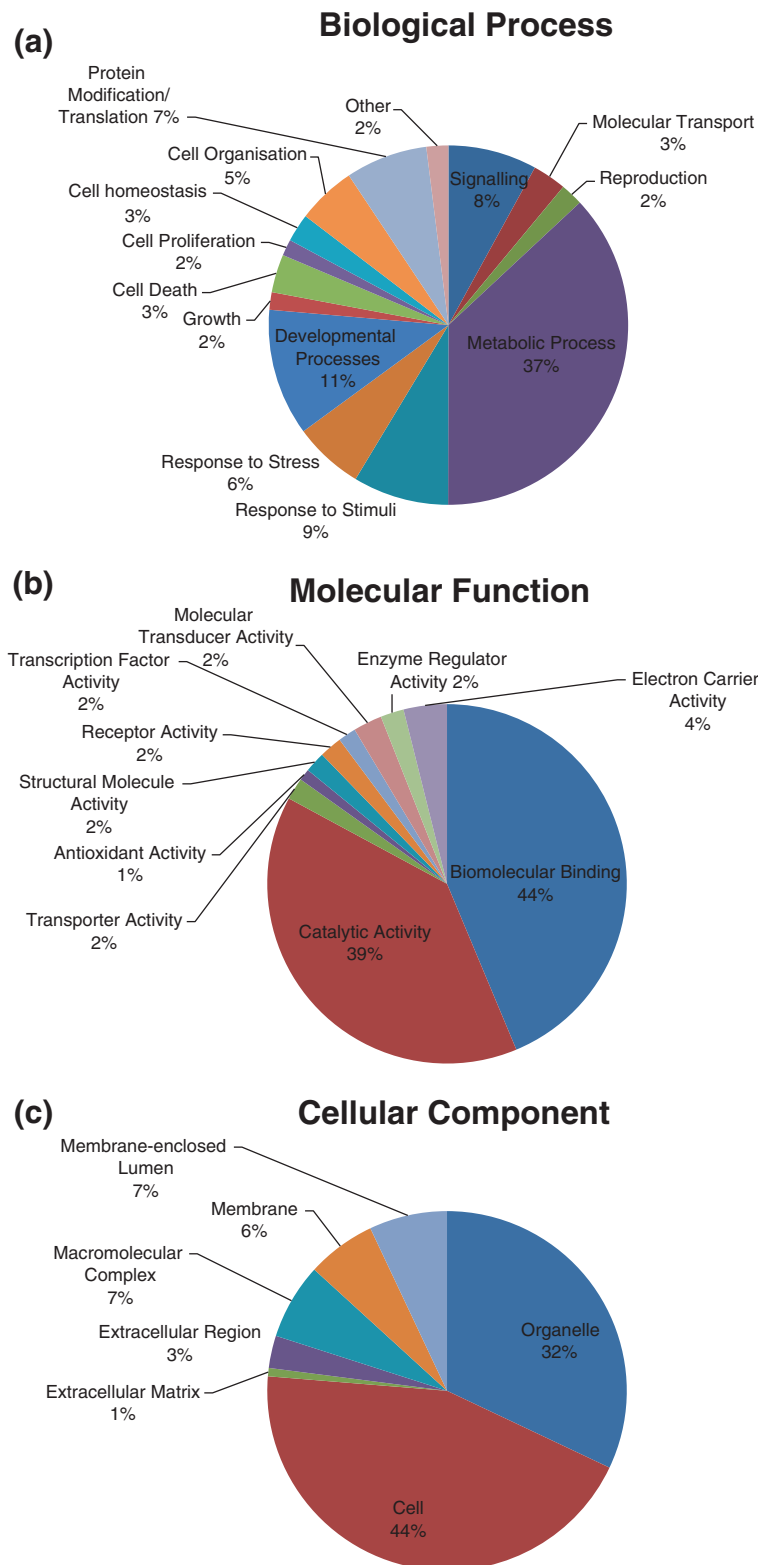 (a)
Biological Process
Protein
Modification/
Translation 7%
Other
2%
Signalling
8%
Molecular Transport
3%
Reproduction
2%
Cell Organisation
5%
Cell homeostasis
3%
Cell Proliferation
2%
Cell Death
3%
Growth
2%
Developmental
Processes
11%
Metabolic Process
37%
Response to Stress
6%
Response to Stimuli
9%
(b)
Molecular Function
Molecular
Transducer Activity
2%
Enzyme Regulator
Activity 2%
Electron Carrier
Activity
4%
Transcription Factor
Activity
2%
Receptor Activity
2%
Structural Molecule
Activity
2%
Antioxidant Activity
1%
Transporter Activity
2%
Biomolecular Binding
44%
Catalytic Activity
39%
(c)
Cellular Component
Membrane-enclosed
Lumen
7%
Membrane
6%
Macromolecular
Complex
7%
Extracellular Region
3%
Extracellular Matrix
1%
Organelle
32%
Cell
44%